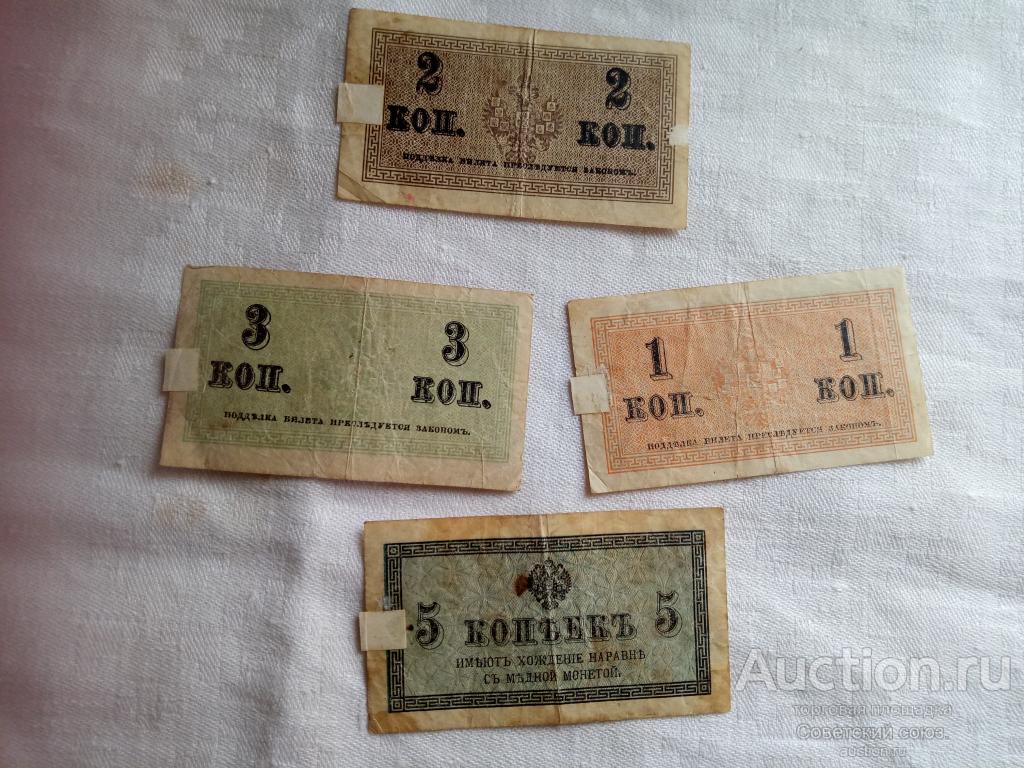 2 2
КОП. КОП.
ПОДДѢЛКА БИЛЕТА ПРЕСЛѢДУЕТСЯ ЗАКОНОМЪ.
3 3
КОП. КОП.
ПОДДѢЛКА БИЛЕТА ПРЕСЛѢДУЕТСЯ ЗАКОНОМЪ.
1 1
КОП. КОП.
ПОДДѢЛКА БИЛЕТА ПРЕСЛѢДУЕТСЯ ЗАКОНОМЪ.
5 КОПѢЕКЪ 5
ИМѢЮТЪ ХОЖДЕНІЕ НАРАВНѢ
СЪ МѢДНОЙ МОНЕТОЙ.
Auction.ru
торговая площадка
Советский союз.
auction.ru